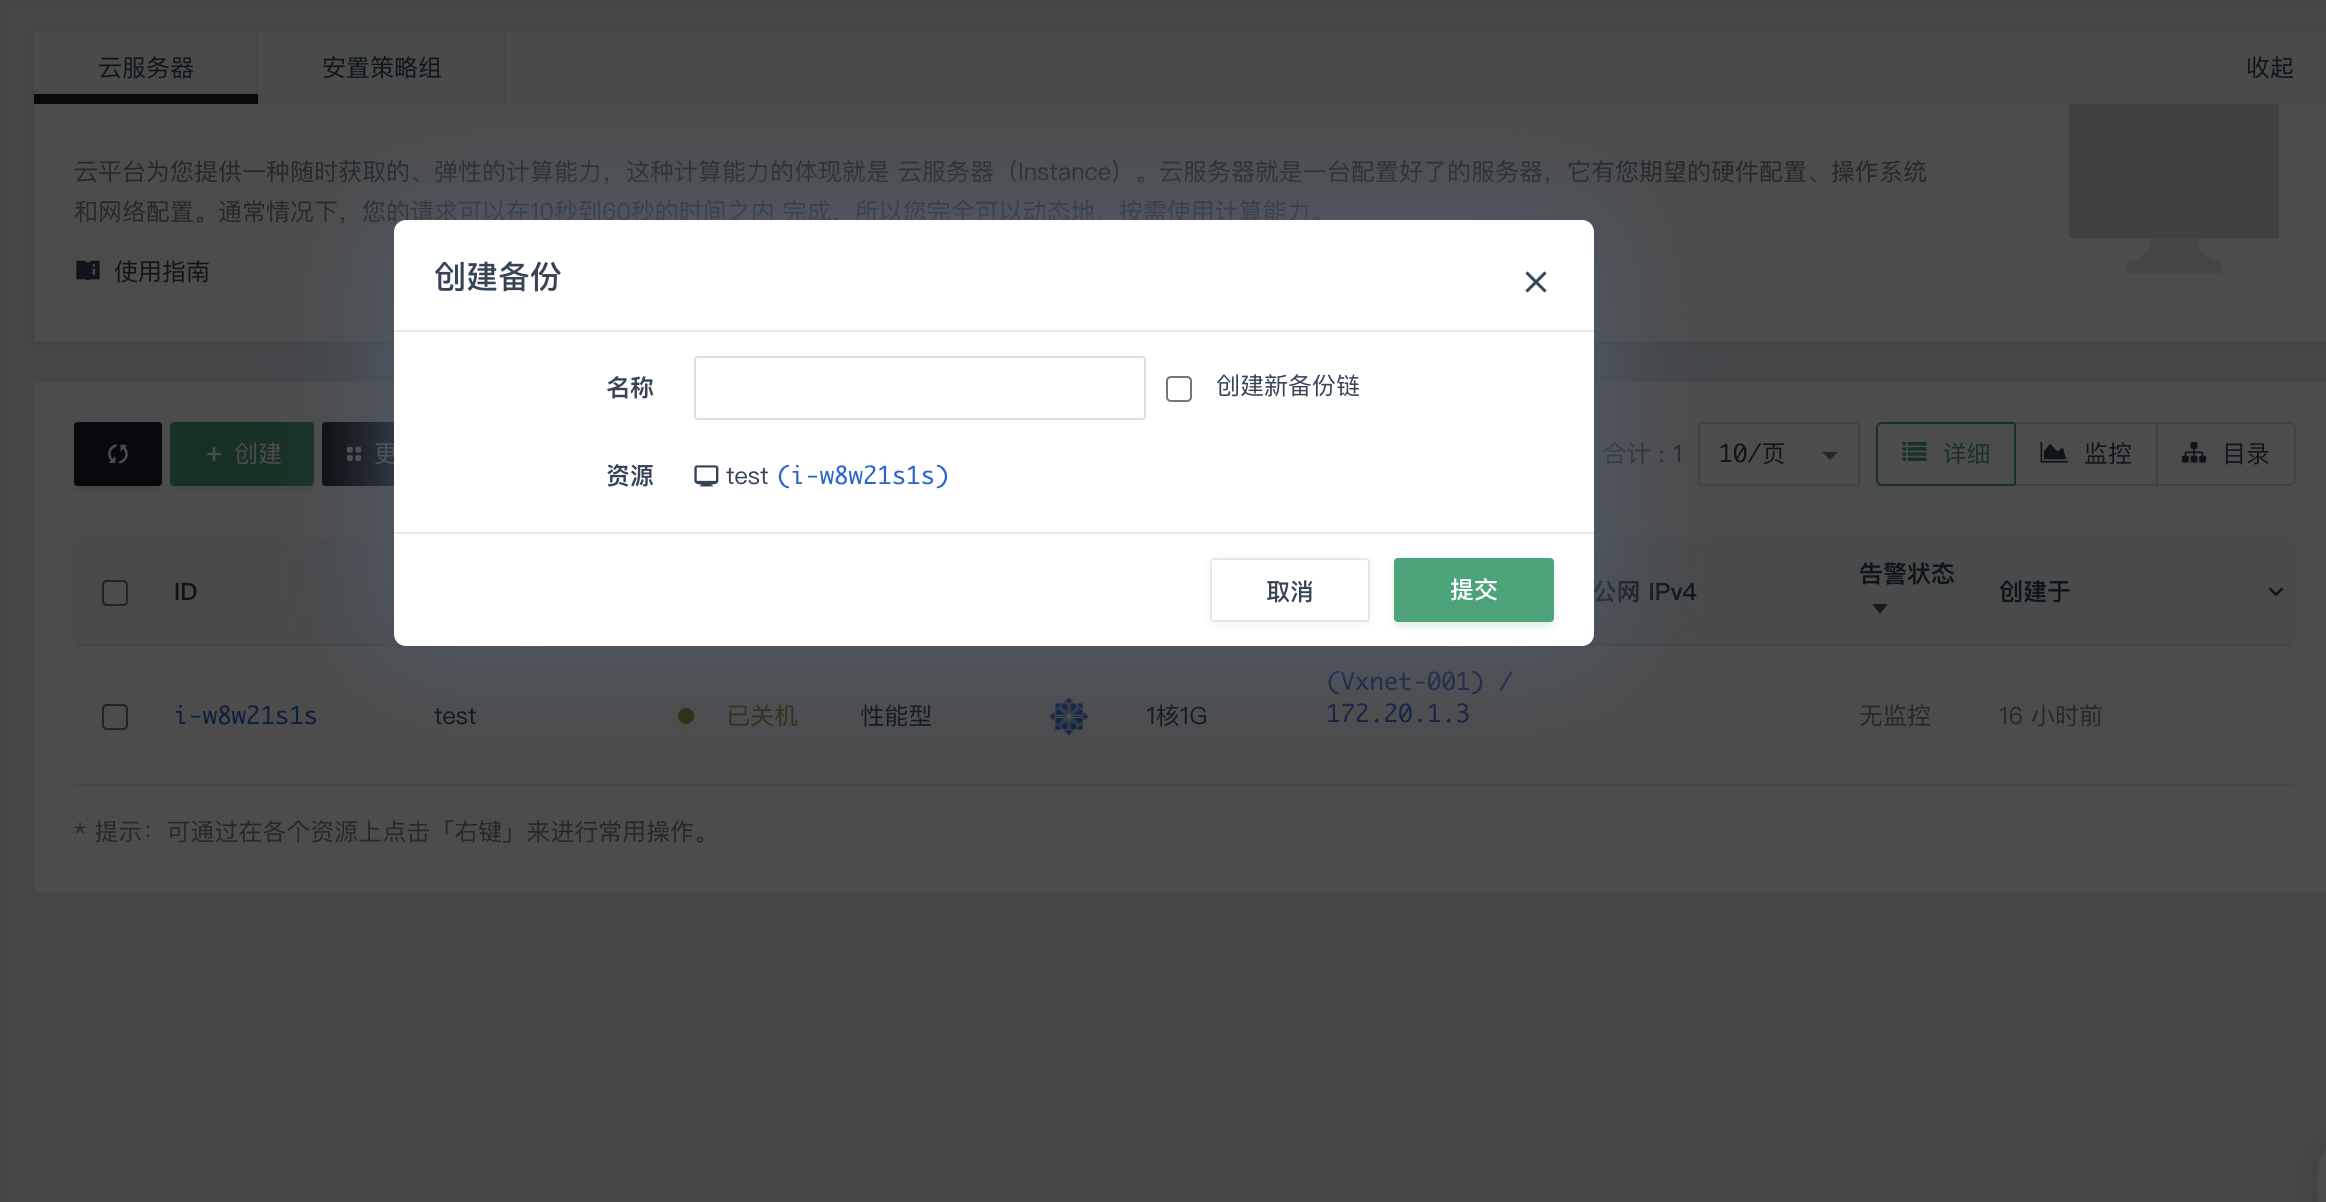 云服务器
安置策略组
收起
云平台为您提供一种随时获取的、弹性的计算能力，这种计算能力的体现就是 云服务器（Instance）。云服务器就是一台配置好了的服务器，它有您期望的硬件配置、操作系统
和网络配置。通常情况下，您的请求可以在10秒到60秒的时间之内 完成，所以您完全可以动态地、按需使用计算能力。
使用指南
创建备份
名称
创建新备份链
资源
test (i-w8w21s1s)
取消
提交
+ 创建
更
合计：1
10/页
详细
监控
目录
ID
公网 IPv4
告警状态
创建于
i-w8w21s1s
test
已关机
性能型
1核1G
(Vxnet-001) /
172.20.1.3
无监控
16 小时前
* 提示：可通过在各个资源上点击「右键」来进行常用操作。